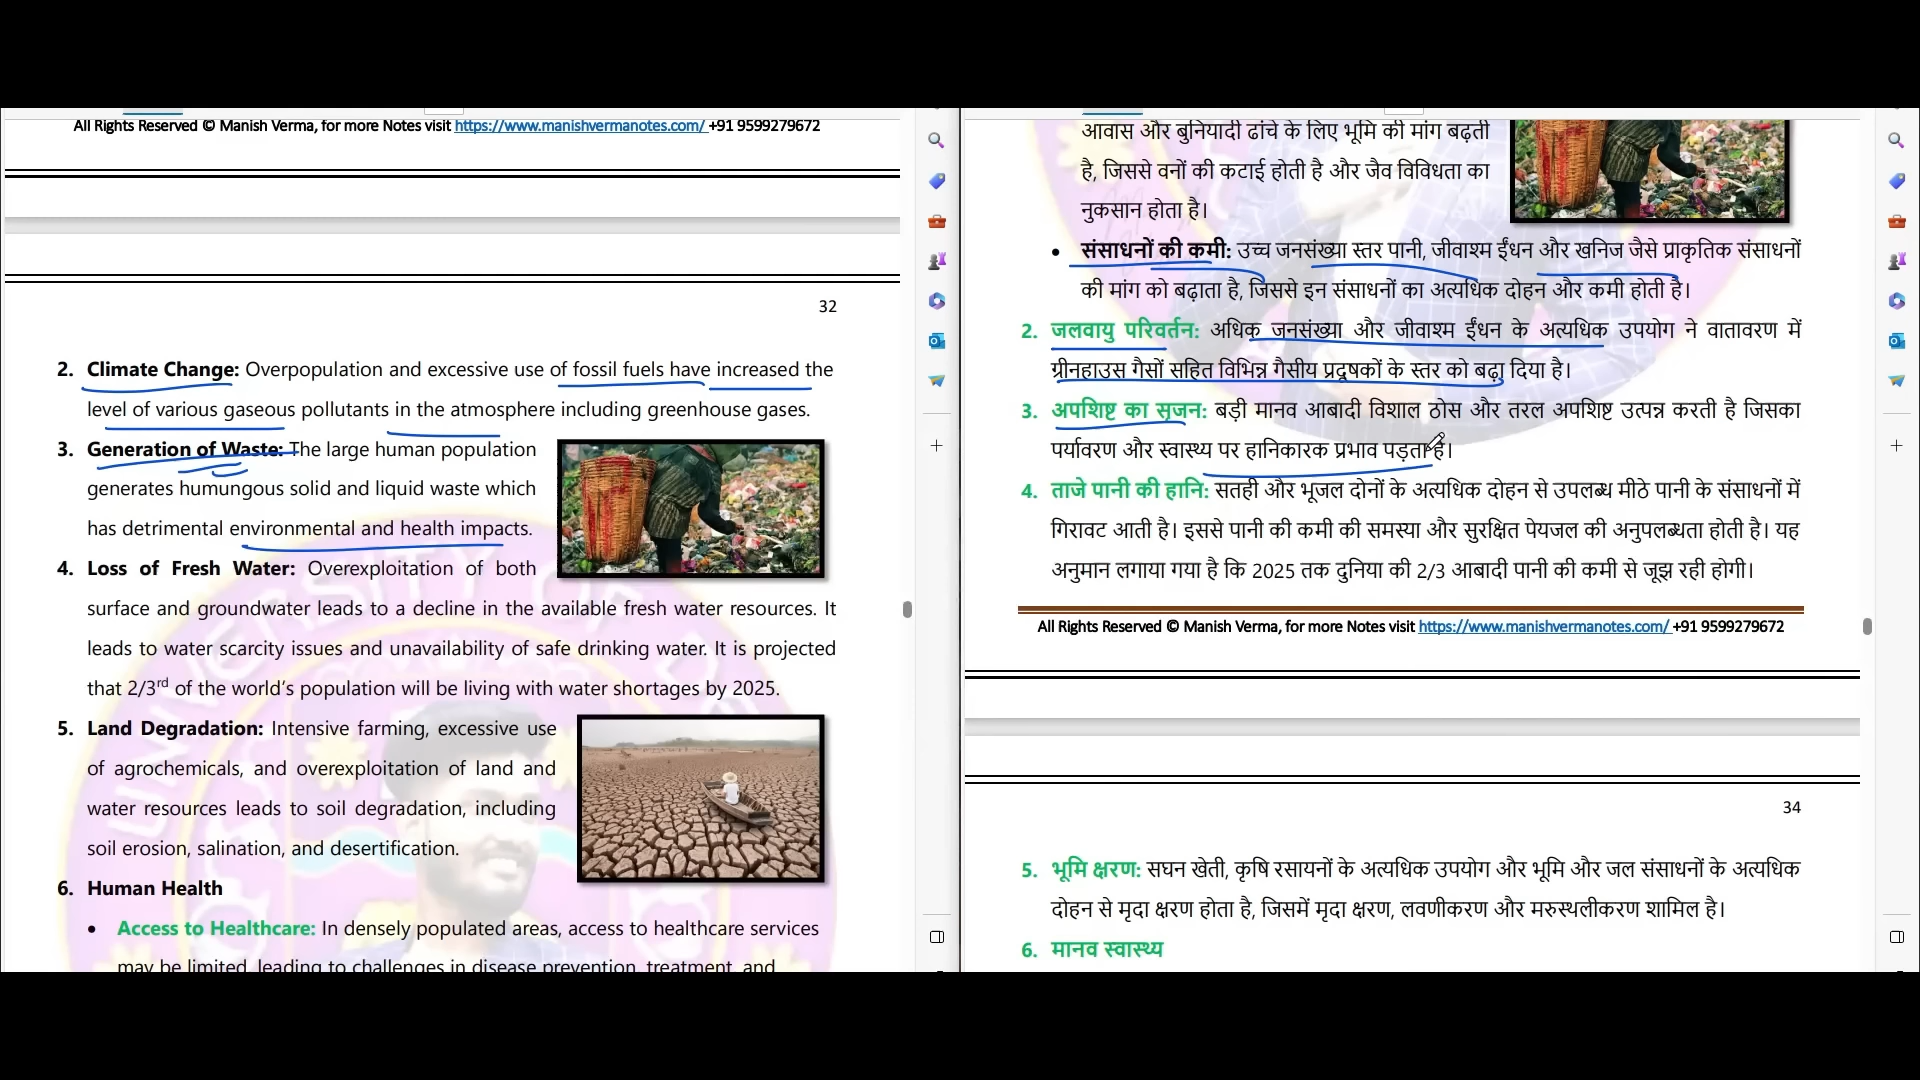 All Rights Reserved © Manish Verma, for more Notes visit https://www.manishvermanotes.com/ +91 9599279672
32
2. Climate Change: Overpopulation and excessive use of fossil fuels have increased the
level of various gaseous pollutants in the atmosphere including greenhouse gases.
3. Generation of Waste: The large human population
generates humungous solid and liquid waste which
has detrimental environmental and health impacts.
4. Loss of Fresh Water: Overexploitation of both
surface and groundwater leads to a decline in the available fresh water resources. It
leads to water scarcity issues and unavailability of safe drinking water. It is projected
that 2/3rd of the world's population will be living with water shortages by 2025.
5. Land Degradation: Intensive farming, excessive use
of agrochemicals, and overexploitation of land and
water resources leads to soil degradation, including
soil erosion, salination, and desertification.
6. Human Health
• Access to Healthcare: In densely populated areas, access to healthcare services
may be limited, leading to challenges in disease prevention, treatment, and
आवास और बुनियादी ढांचे के लिए भूमि की मांग बढ़ती
है, जिससे वनों की कटाई होती है और जैव विविधता का
नुकसान होता है।
• संसाधनों की कमी: उच्च जनसंख्या स्तर पानी, जीवाश्म ईंधन और खनिज जैसे प्राकृतिक संसाधनों
की मांग को बढ़ाता है, जिससे इन संसाधनों का अत्यधिक दोहन और कमी होती है।
2. जलवायु परिवर्तन: अधिक जनसंख्या और जीवाश्म ईंधन के अत्यधिक उपयोग ने वातावरण में
ग्रीनहाउस गैसों सहित विभिन्न गैसीय प्रदूषकों के स्तर को बढ़ा दिया है।
3. अपशिष्ट का सृजन: बड़ी मानव आबादी विशाल ठोस और तरल अपशिष्ट उत्पन्न करती है जिसका
पर्यावरण और स्वास्थ्य पर हानिकारक प्रभाव पड़ता है।
4. ताजे पानी की हानि: सतही और भूजल दोनों के अत्यधिक दोहन से उपलब्ध मीठे पानी के संसाधनों में
गिरावट आती है। इससे पानी की कमी की समस्या और सुरक्षित पेयजल की अनुपलब्धता होती है। यह
अनुमान लगाया गया है कि 2025 तक दुनिया की 2/3 आबादी पानी की कमी से जूझ रही होगी।
All Rights Reserved © Manish Verma, for more Notes visit https://www.manishvermanotes.com/ +91 9599279672
34
5. भूमि क्षरण: सघन खेती, कृषि रसायनों के अत्यधिक उपयोग और भूमि और जल संसाधनों के अत्यधिक
दोहन से मृदा क्षरण होता है, जिसमें मृदा क्षरण, लवणीकरण और मरुस्थलीकरण शामिल है।
6. मानव स्वास्थ्य